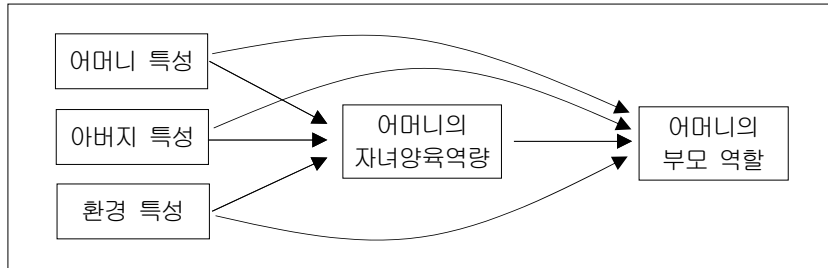 어머니 특성
아버지 특성
환경 특성
어머니의
자녀양육역량
어머니의
부모 역할